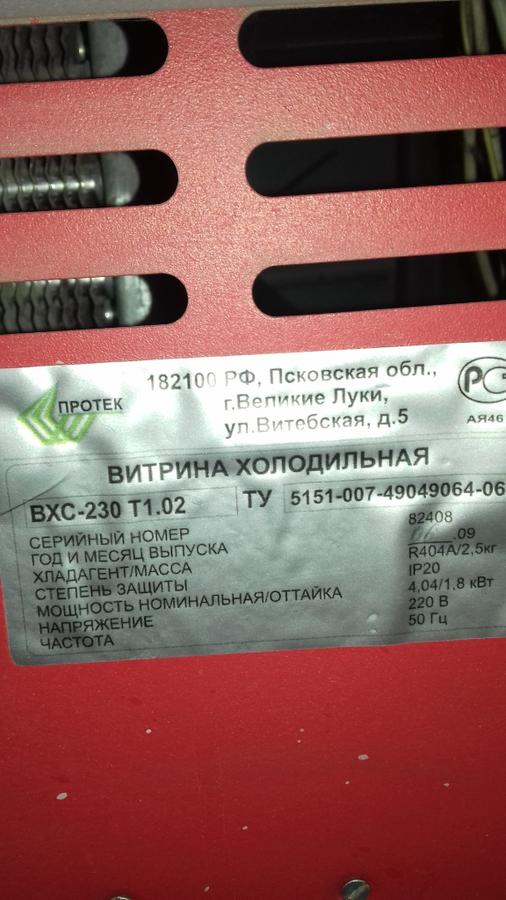 ПРОТЕК
182100 РФ, Псковская обл.,
г.Великие Луки,
ул.Витебская, д.5
РС
АЯ46
ВИТРИНА ХОЛОДИЛЬНАЯ
ВХС-230 Т1.02 ТУ 5151-007-49049064-06
СЕРИЙНЫЙ НОМЕР 82408
ГОД И МЕСЯЦ ВЫПУСКА .09
ХЛАДАГЕНТ/МАССА R404A/2,5кг
СТЕПЕНЬ ЗАЩИТЫ IP20
МОЩНОСТЬ НОМИНАЛЬНАЯ/ОТТАЙКА 4,04/1,8 кВт
НАПРЯЖЕНИЕ 220 В
ЧАСТОТА 50 Гц